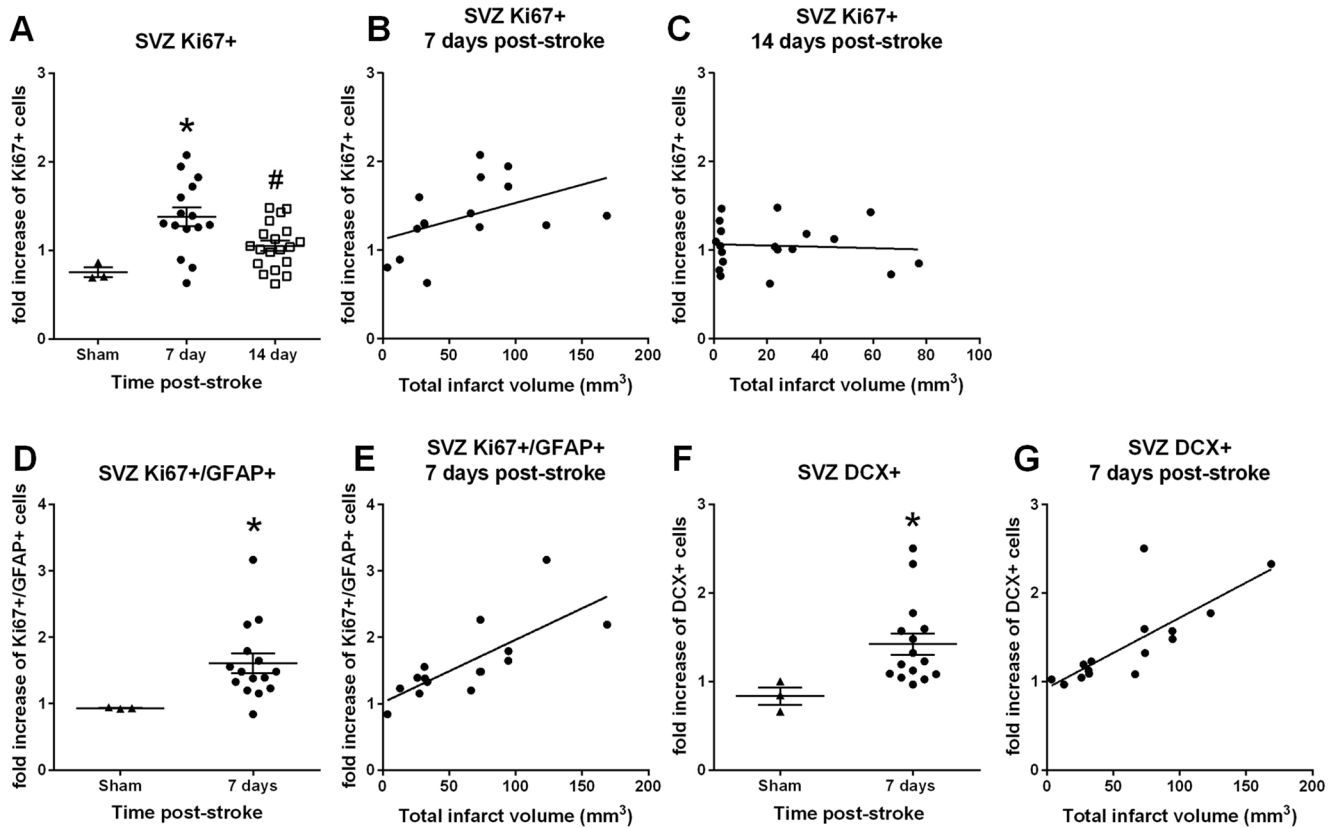 A
SVZ Ki67+
fold increase of Ki67+ cells
3
2
1
0
*
#
Sham
7 day
14 day
Time post-stroke
B
SVZ Ki67+
7 days post-stroke
fold increase of Ki67+ cells
3
2
1
0
0
50
100
150
200
Total infarct volume (mm³)
C
SVZ Ki67+
14 days post-stroke
fold increase of Ki67+ cells
3
2
1
0
0
20
40
60
80
100
Total infarct volume (mm³)
D
SVZ Ki67+/GFAP+
fold increase of Ki67+/GFAP+ cells
4
3
2
1
0
*
Sham
7 days
Time post-stroke
E
SVZ Ki67+/GFAP+
7 days post-stroke
fold increase of Ki67+/GFAP+ cells
4
3
2
1
0
0
50
100
150
200
Total infarct volume (mm³)
F
SVZ DCX+
fold increase of DCX+ cells
3
2
1
0
*
Sham
7 days
Time post-stroke
G
SVZ DCX+
7 days post-stroke
fold increase of DCX+ cells
3
2
1
0
0
50
100
150
200
Total infarct volume (mm³)